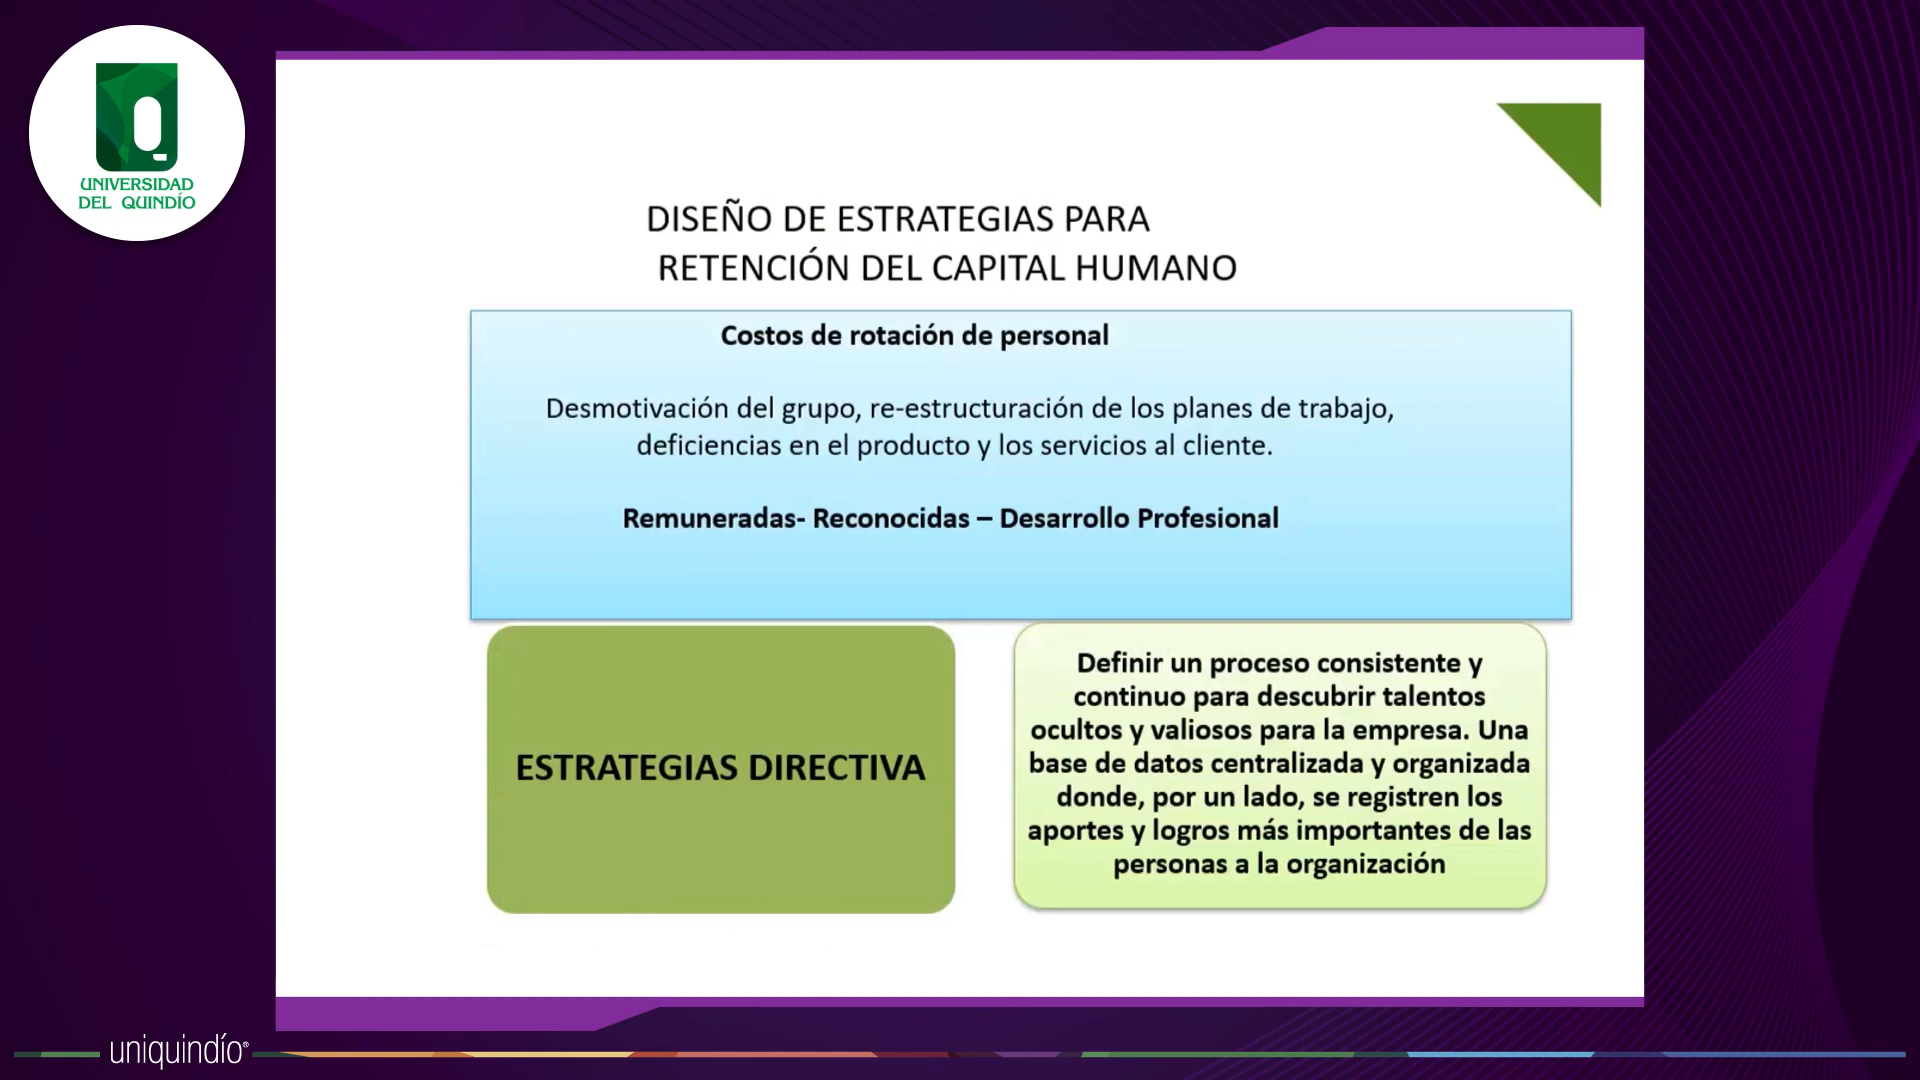 UNIVERSIDAD
DEL QUINDÍO
DISEÑO DE ESTRATEGIAS PARA
RETENCIÓN DEL CAPITAL HUMANO
Costos de rotación de personal
Desmotivación del grupo, re-estructuración de los planes de trabajo,
deficiencias en el producto y los servicios al cliente.
Remuneradas- Reconocidas – Desarrollo Profesional
ESTRATEGIAS DIRECTIVA
Definir un proceso consistente y
continuo para descubrir talentos
ocultos y valiosos para la empresa. Una
base de datos centralizada y organizada
donde, por un lado, se registren los
aportes y logros más importantes de las
personas a la organización
uniquindío®